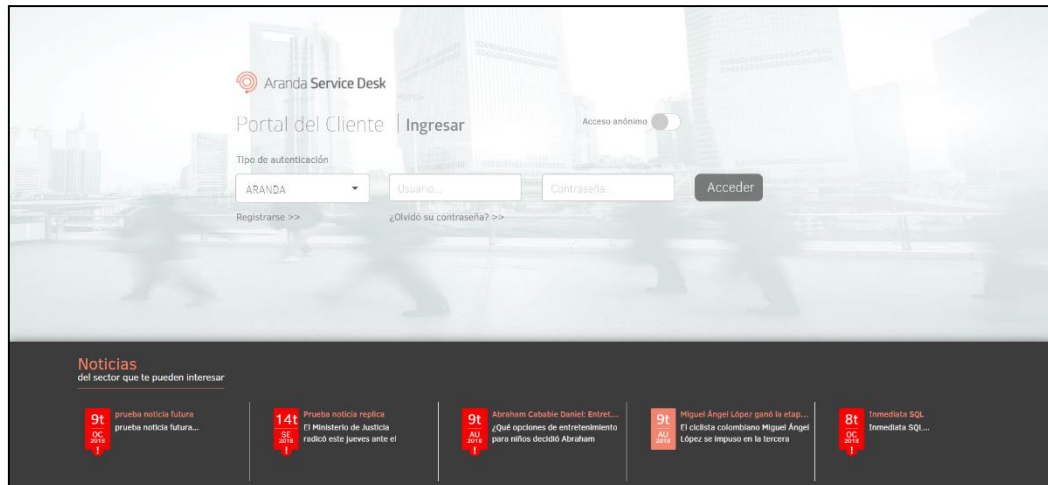 Aranda Service Desk
Portal del Cliente | Ingresar
Acceso anónimo
Tipo de autenticación
ARANDA
Usuario...
Contraseña...
Acceder
Registrarse >>
¿Olvidó su contraseña? >>
Noticias
del sector que te pueden interesar
9t
OC
2018
!
prueba noticia futura
prueba noticia futura...
14t
SE
2018
!
Prueba noticia replica
El Ministerio de Justicia
radicó este jueves ante el
9t
AU
2018
!
Abraham Cababie Daniel: Entret...
¿Qué opciones de entretenimiento
para niños decidió Abraham
9t
AU
2018
Miguel Ángel López ganó la etap...
El ciclista colombiano Miguel Ángel
López se impuso en la tercera
8t
OC
2018
!
Inmediata SQL
Inmediata SQL...